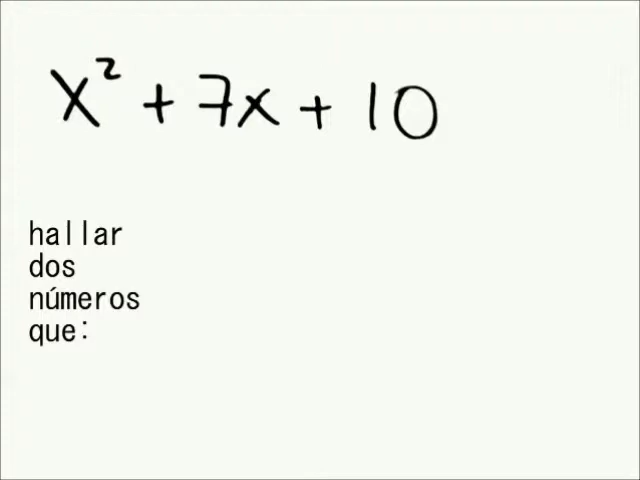 x² + 7x + 10
hallar
dos
números
que: